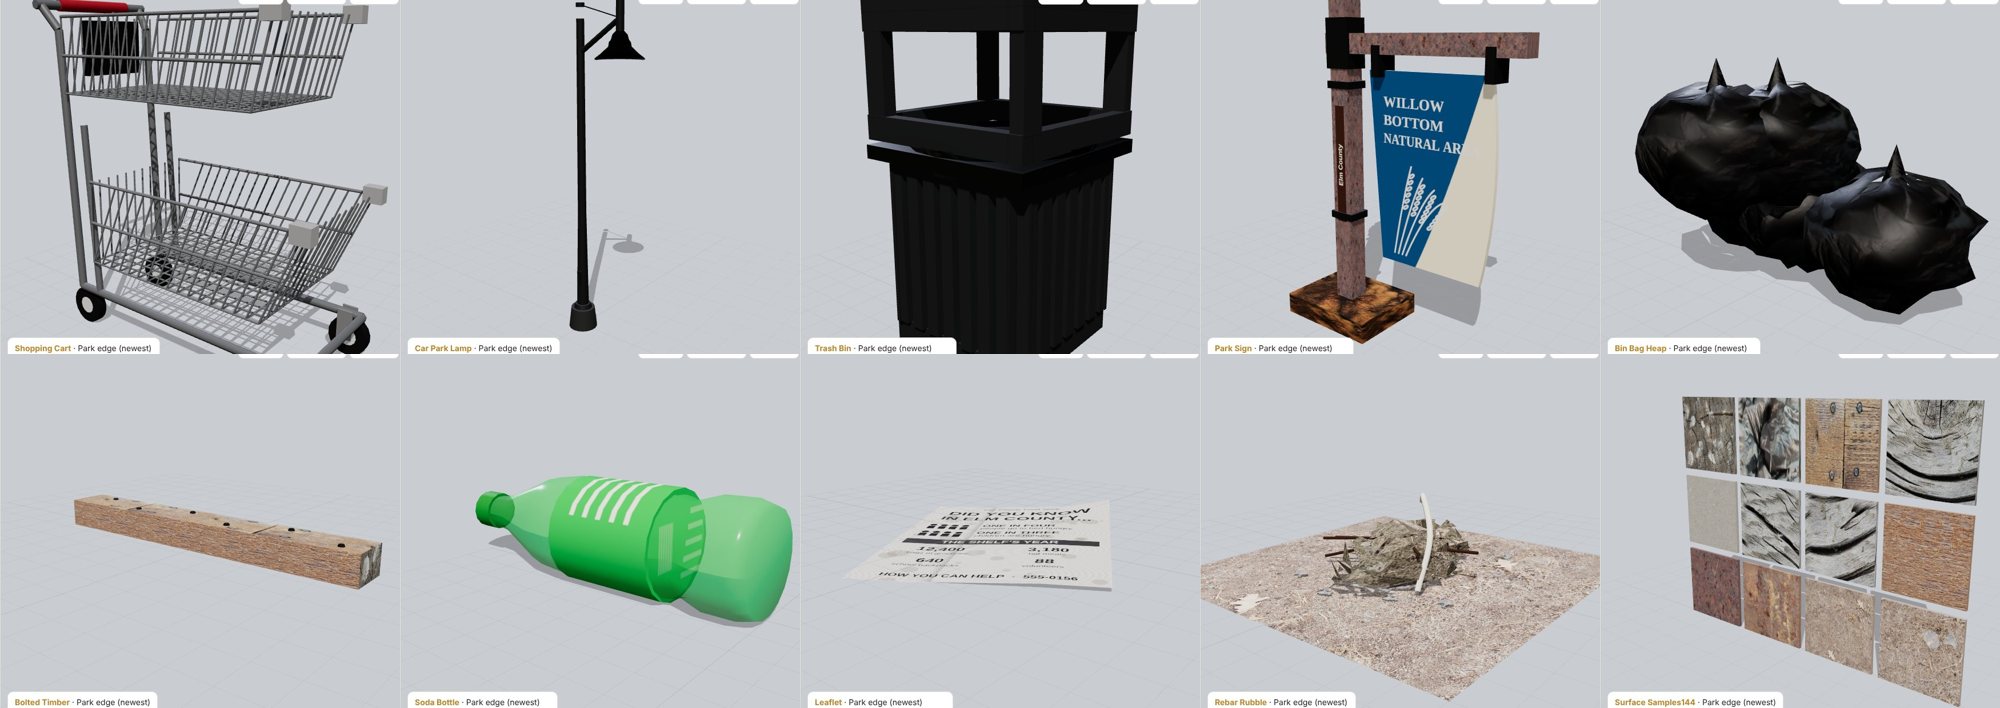 Shopping Cart · Park edge (newest)
Car Park Lamp · Park edge (newest)
Trash Bin · Park edge (newest)
Elm County
WILLOW
BOTTOM
NATURAL
Park Sign · Park edge (newest)
Bin Bag Heap · Park edge (newest)
Bolted Timber · Park edge (newest)
Soda Bottle · Park edge (newest)
DID YOU KNOW
IN ELM COUNTY...
ONE IN FOUR
ONE IN THREE
THE SHELF'S YEAR
12,400
3,180
640
88
volunteers
HOW YOU CAN HELP · 555-0156
Leaflet · Park edge (newest)
Rebar Rubble · Park edge (newest)
Surface Samples144 · Park edge (newest)